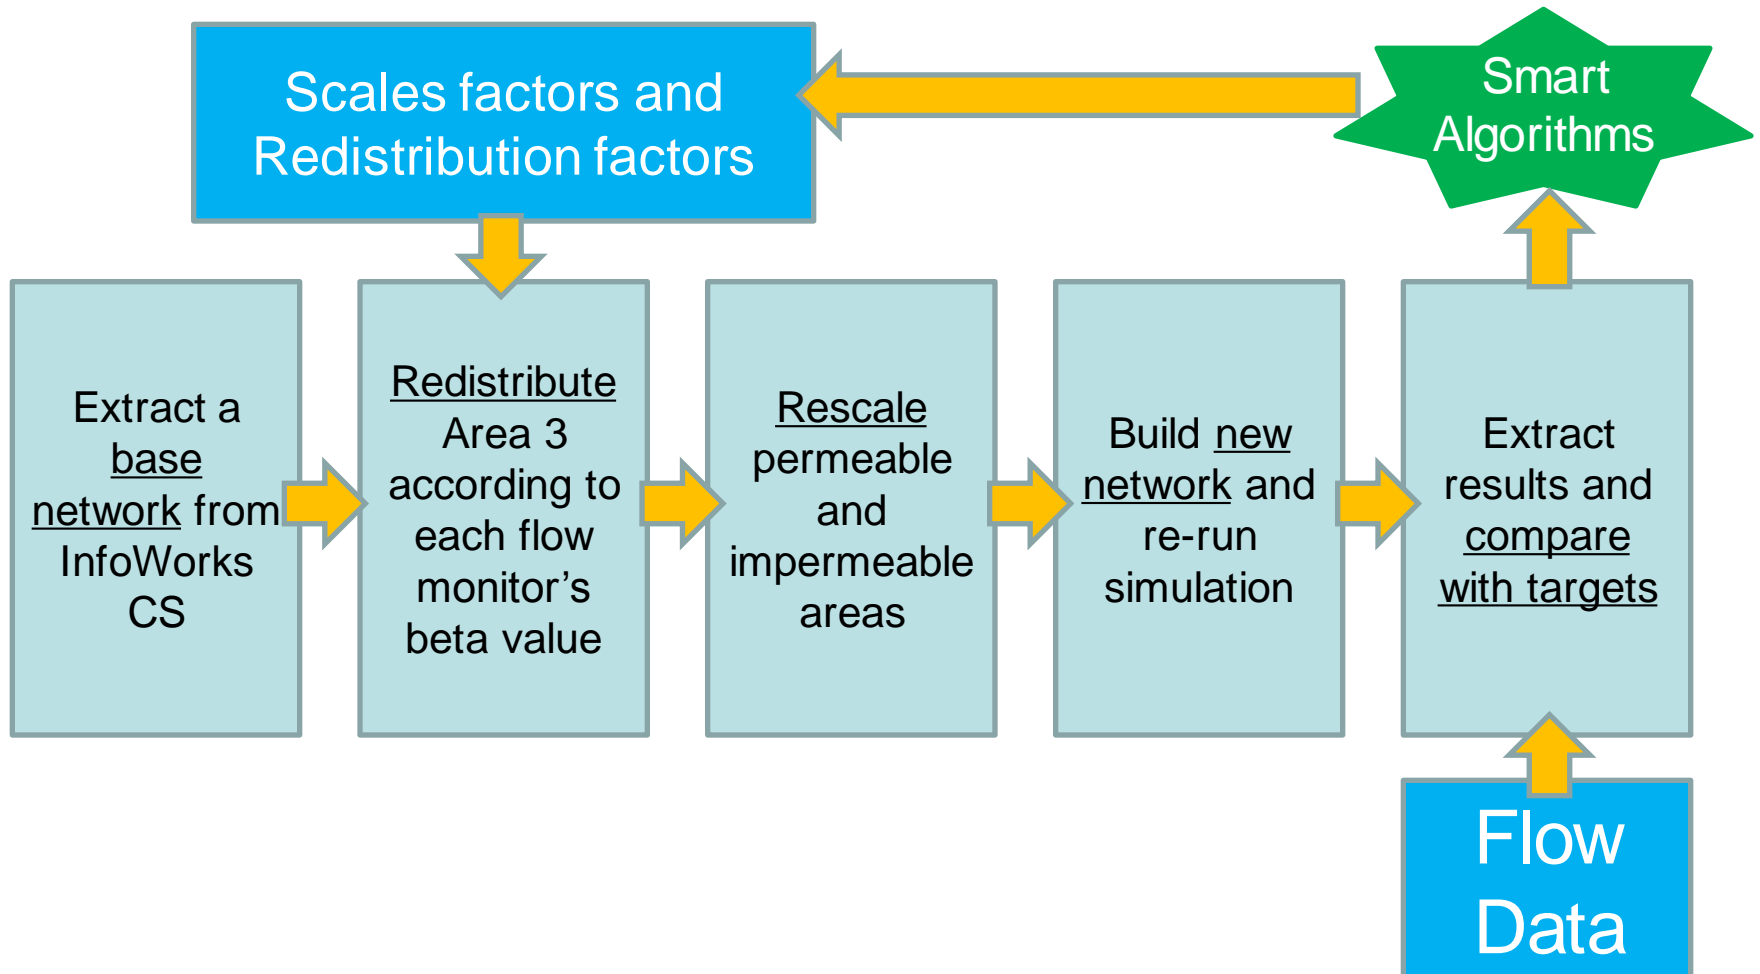 Scales factors and
Redistribution factors
Smart
Algorithms
Extract a
base
network from
InfoWorks
CS
Redistribute
Area 3
according to
each flow
monitor’s
beta value
Rescale
permeable
and
impermeable
areas
Build new
network and
re-run
simulation
Extract
results and
compare
with targets
Flow
Data